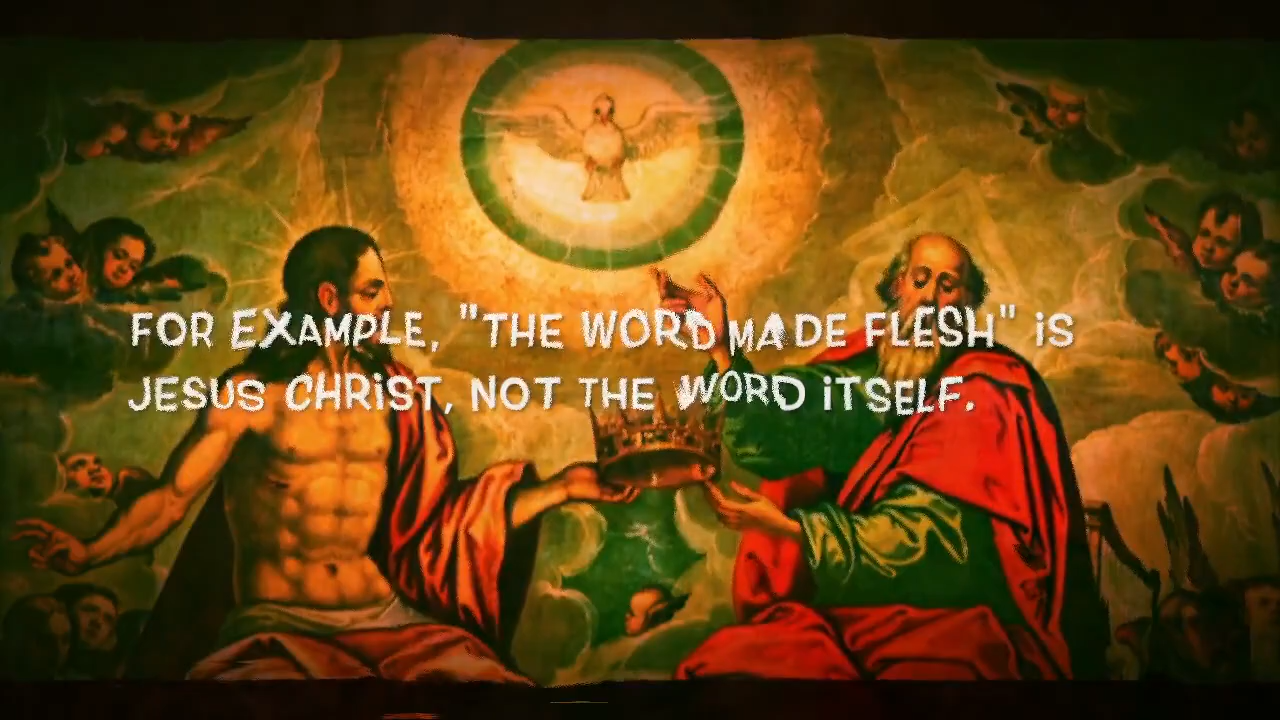 FOR EXAMPLE, "THE WORD MADE FLESH" iS
JESUS CHRiST, NOT THE WORD iTSELF.